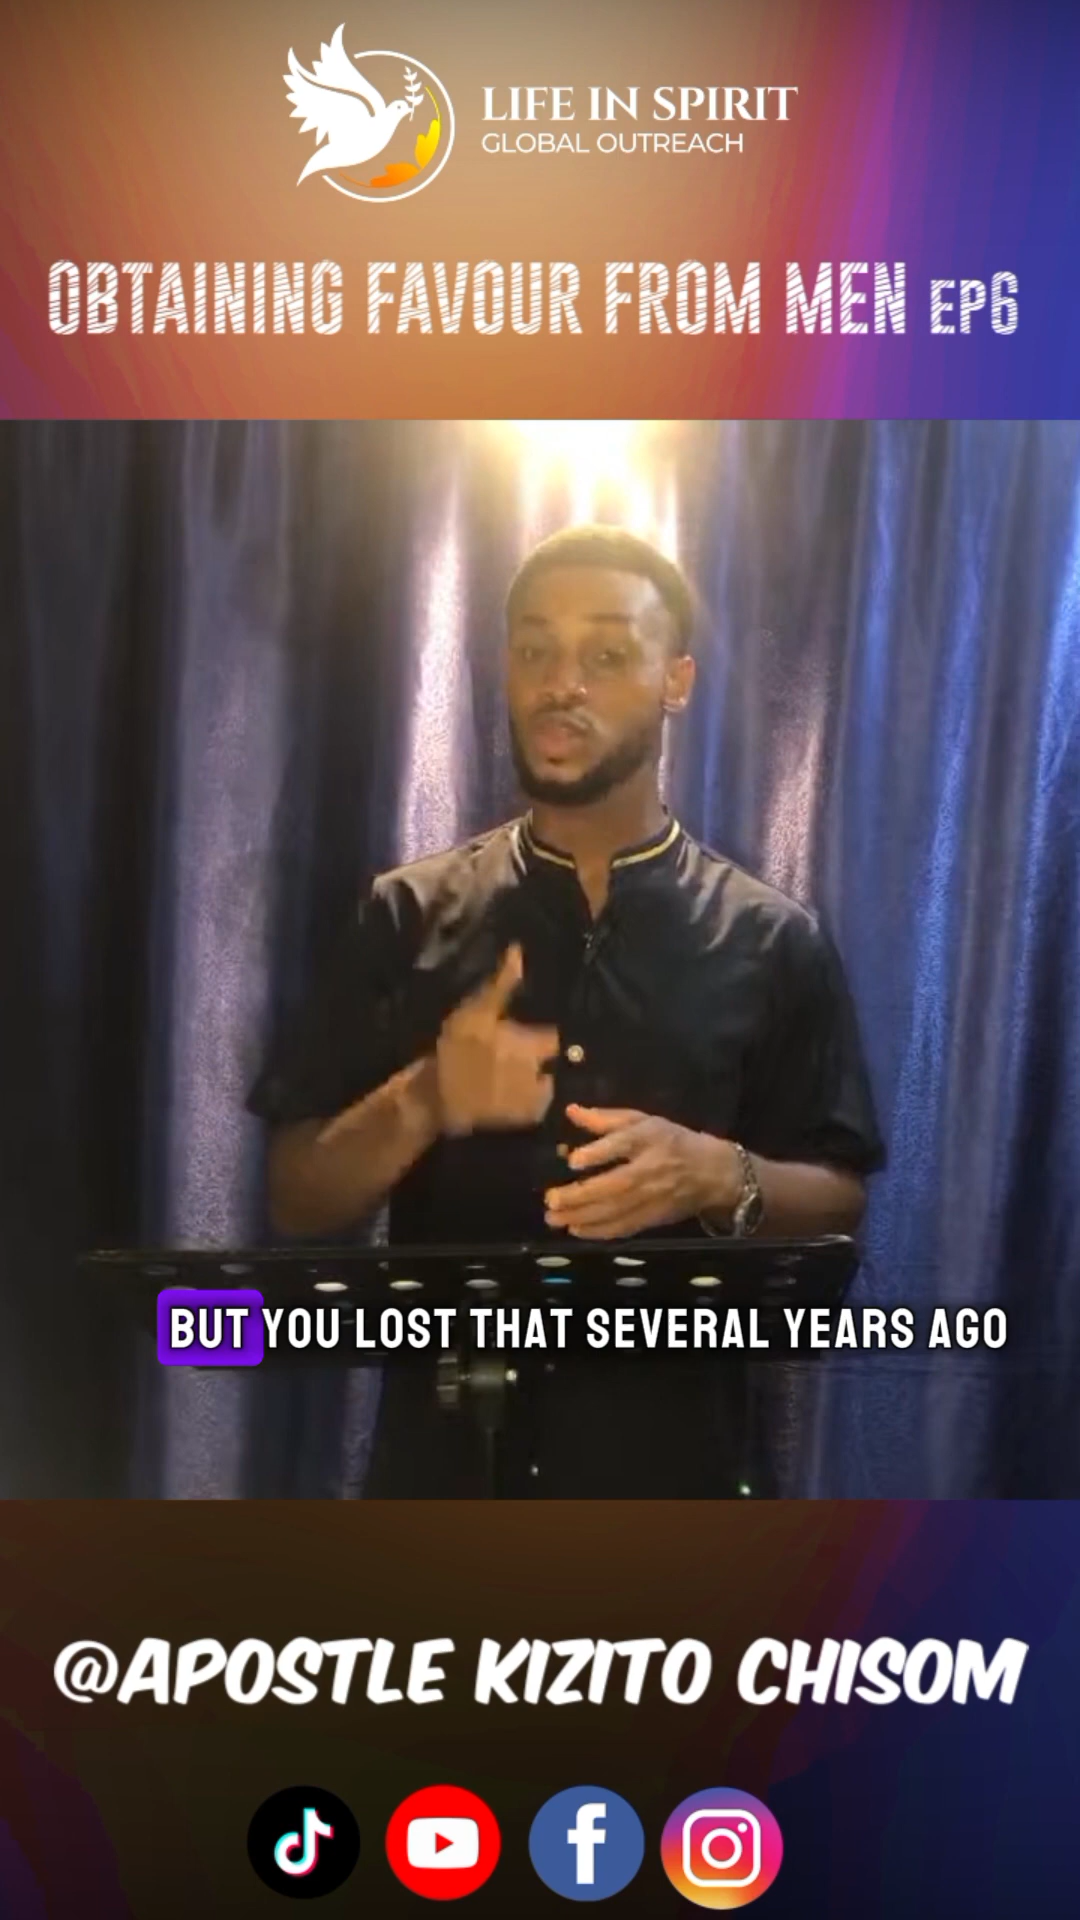 LIFE IN SPIRIT
GLOBAL OUTREACH
OBTAINING FAVOUR FROM MEN EP6
BUT YOU LOST THAT SEVERAL YEARS AGO
@APOSTLE KIZITO CHISOM